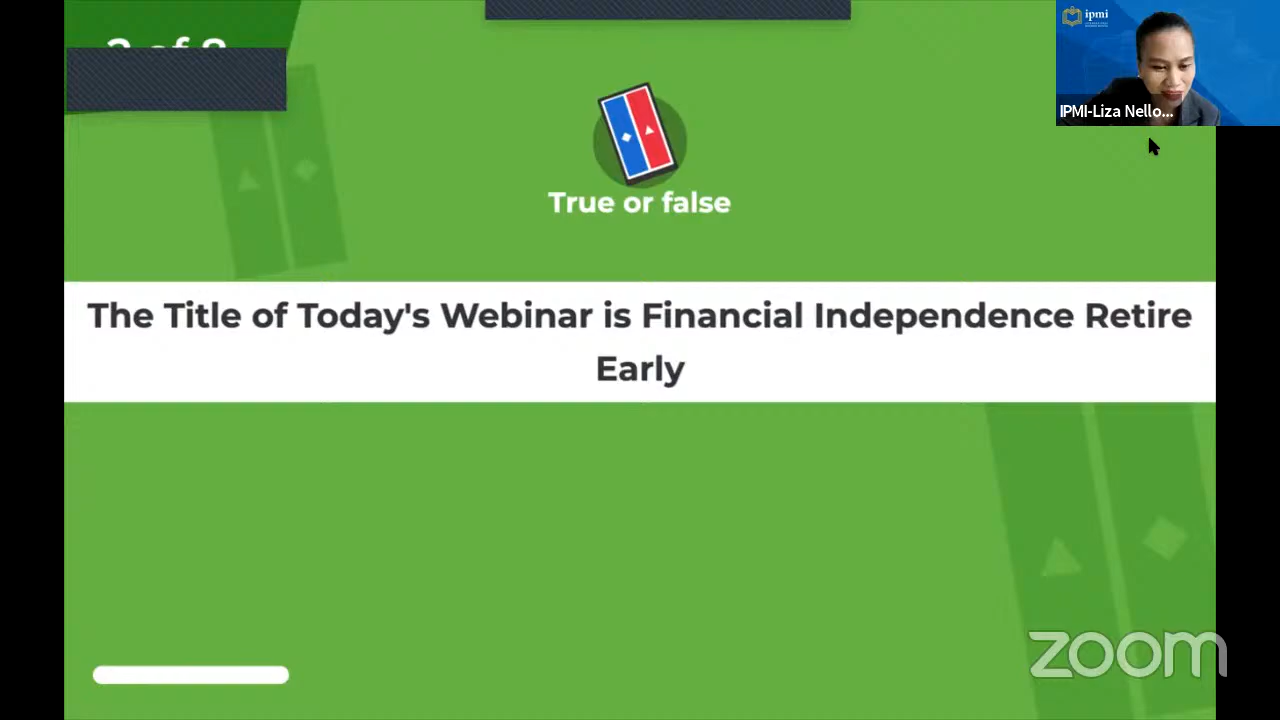 ipmi
IPMI-Liza Nello...
True or false
The Title of Today's Webinar is Financial Independence Retire
Early
zoom